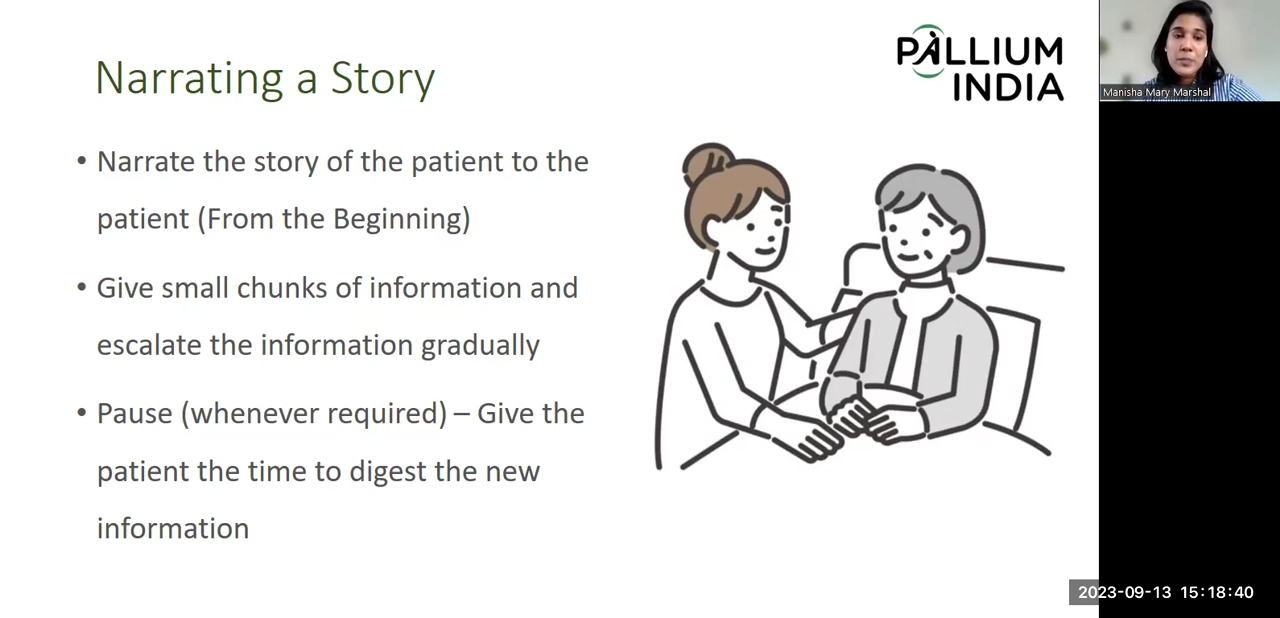 Narrating a Story
PALLIUM
INDIA
Manisha Mary Marshal
• Narrate the story of the patient to the
patient (From the Beginning)
• Give small chunks of information and
escalate the information gradually
• Pause (whenever required) – Give the
patient the time to digest the new
information
2023-09-13 15:18:40